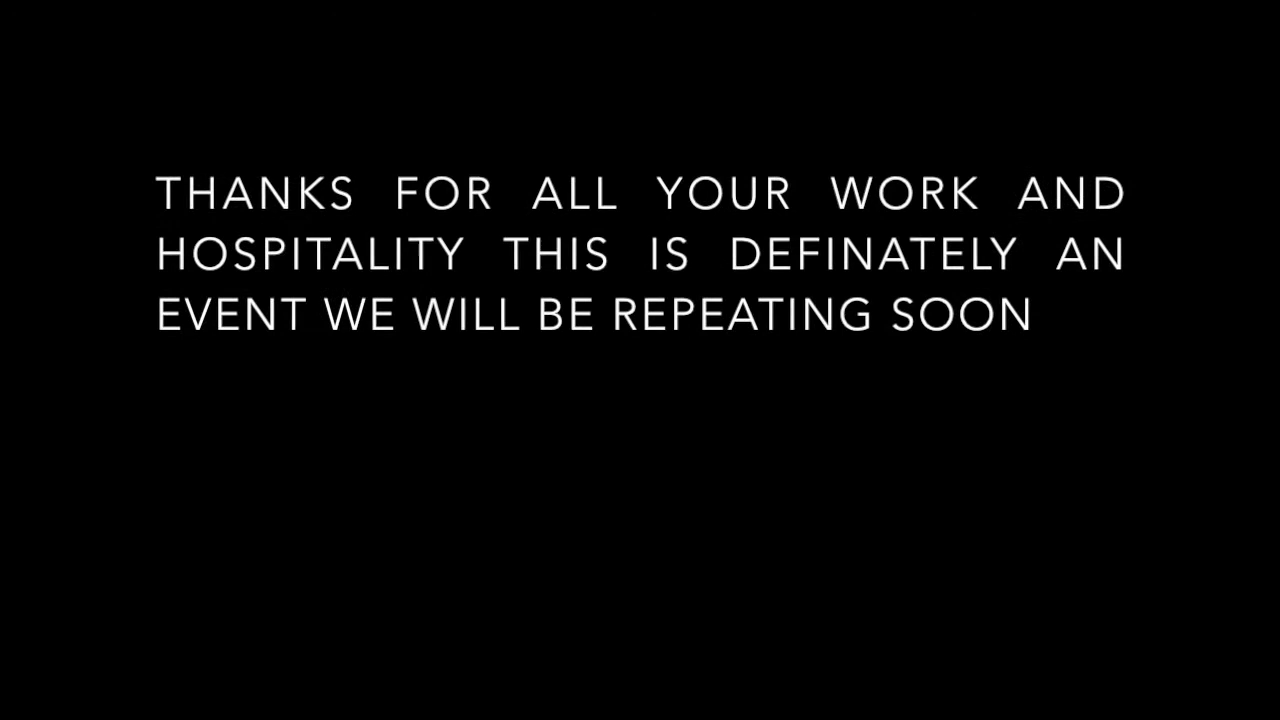 THANKS FOR ALL YOUR WORK AND
HOSPITALITY THIS IS DEFINATELY AN
EVENT WE WILL BE REPEATING SOON